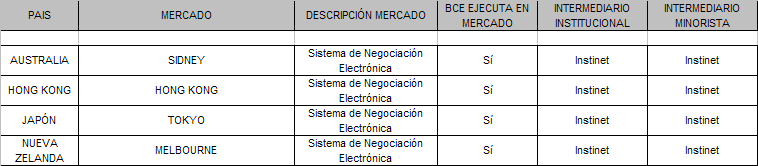 PAIS MERCADO DESCRIPCIÓN MERCADO BCE EJECUTA EN MERCADO INTERMEDIARIO INSTITUCIONAL INTERMEDIARIO MINORISTA
AUSTRALIA SIDNEY Sistema de Negociación Electrónica Sí Instinet Instinet
HONG KONG HONG KONG Sistema de Negociación Electrónica Sí Instinet Instinet
JAPÓN TOKYO Sistema de Negociación Electrónica Sí Instinet Instinet
NUEVA ZELANDA MELBOURNE Sistema de Negociación Electrónica Sí Instinet Instinet